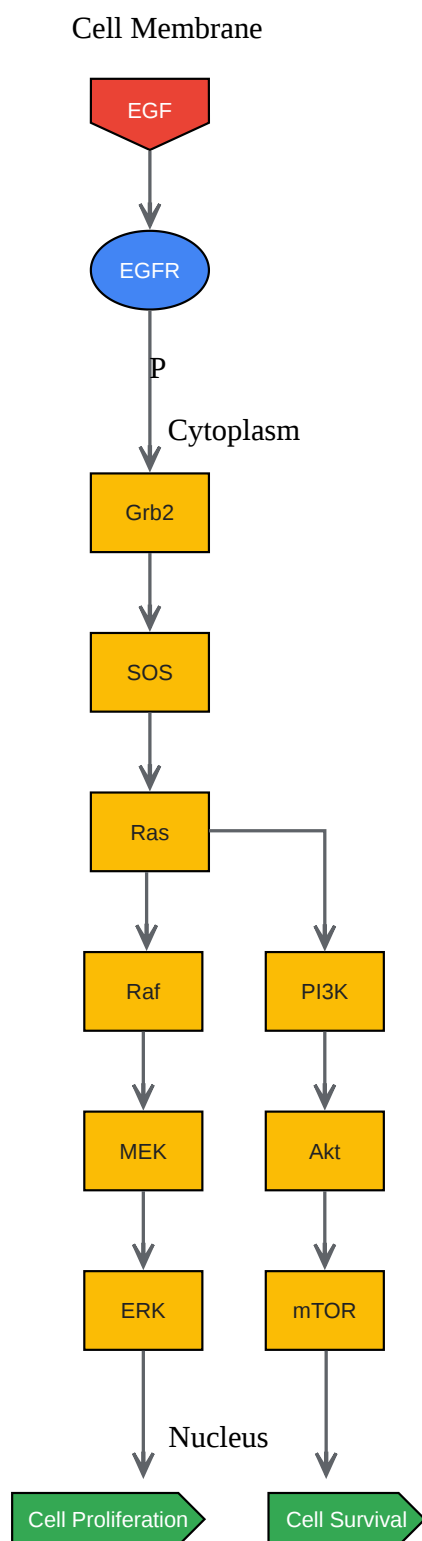 Cell Membrane
EGF
EGFR
P
Cytoplasm
Grb2
SOS
Ras
Raf
PI3K
MEK
Akt
ERK
mTOR
Nucleus
Cell Proliferation
Cell Survival